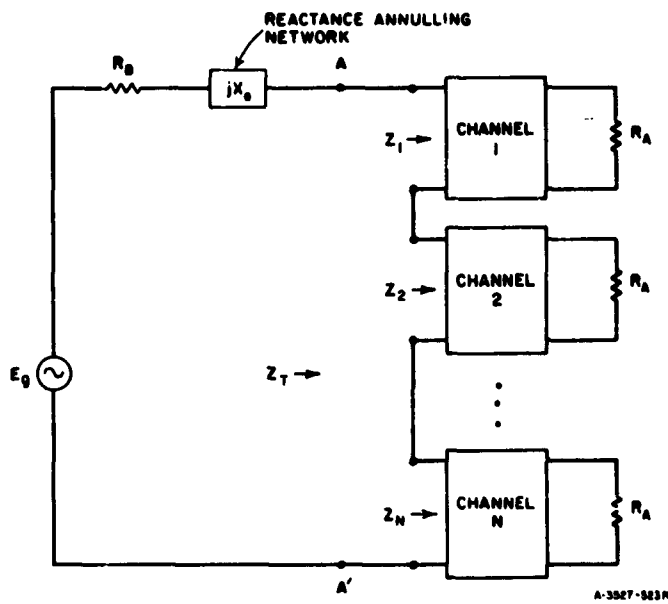 REACTANCE ANNULLING
NETWORK
R_B
jX_a
A
Z_1
CHANNEL
1
R_A
Z_2
CHANNEL
2
R_A
E_g
Z_T
Z_N
CHANNEL
N
R_A
A'
A-3527-523R